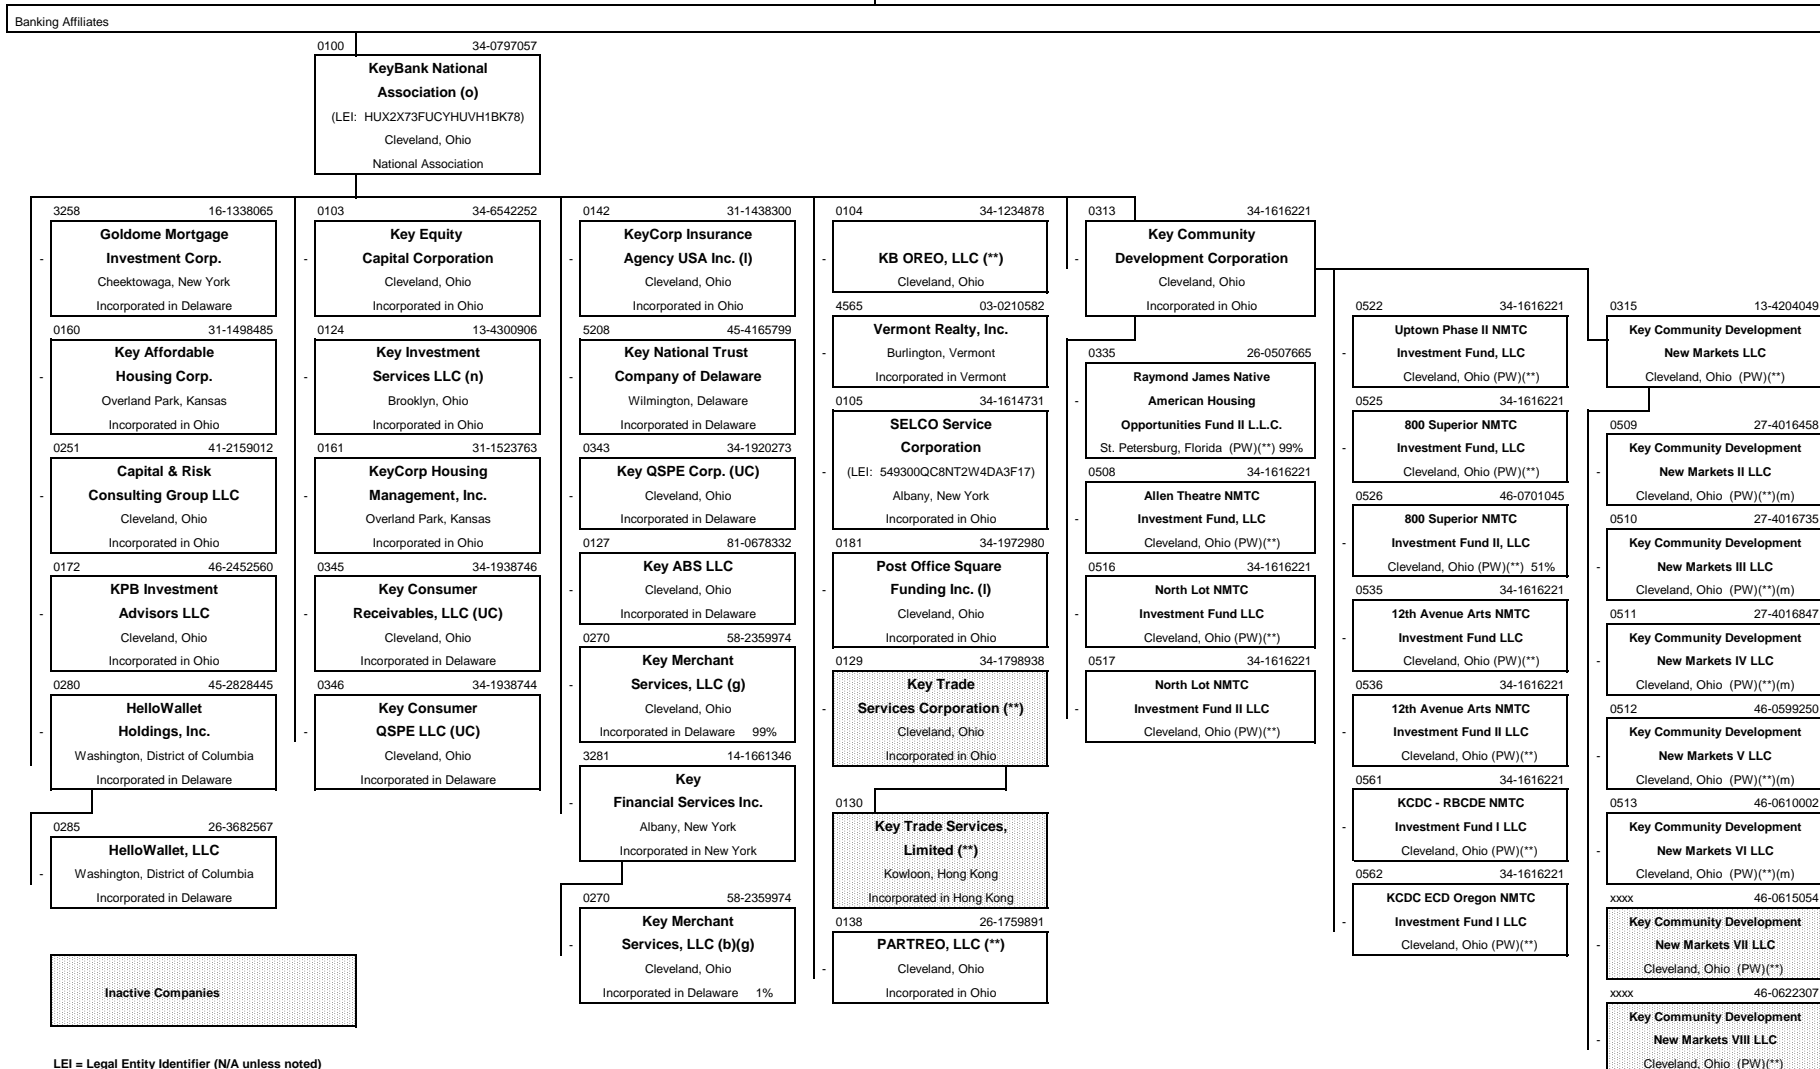 Banking Affiliates
0100 34-0797057
KeyBank National
Association (o)
(LEI: HUX2X73FUCYHUVH1BK78)
Cleveland, Ohio
National Association
3258 16-1338065
Goldome Mortgage
- Investment Corp.
Cheektowaga, New York
Incorporated in Delaware
0160 31-1498485
Key Affordable
- Housing Corp.
Overland Park, Kansas
Incorporated in Ohio
0251 41-2159012
Capital & Risk
- Consulting Group LLC
Cleveland, Ohio
Incorporated in Ohio
0172 46-2452560
KPB Investment
- Advisors LLC
Cleveland, Ohio
Incorporated in Ohio
0280 45-2828445
HelloWallet
- Holdings, Inc.
Washington, District of Columbia
Incorporated in Delaware
0285 26-3682567
HelloWallet, LLC
- Washington, District of Columbia
Incorporated in Delaware
0103 34-6542252
Key Equity
- Capital Corporation
Cleveland, Ohio
Incorporated in Ohio
0124 13-4300906
Key Investment
- Services LLC (n)
Brooklyn, Ohio
Incorporated in Ohio
0161 31-1523763
KeyCorp Housing
- Management, Inc.
Overland Park, Kansas
Incorporated in Ohio
0345 34-1938746
Key Consumer
- Receivables, LLC (UC)
Cleveland, Ohio
Incorporated in Delaware
0346 34-1938744
Key Consumer
- QSPE LLC (UC)
Cleveland, Ohio
Incorporated in Delaware
0142 31-1438300
KeyCorp Insurance
- Agency USA Inc. (l)
Cleveland, Ohio
Incorporated in Ohio
5208 45-4165799
Key National Trust
- Company of Delaware
Wilmington, Delaware
Incorporated in Delaware
0343 34-1920273
Key QSPE Corp. (UC)
- Cleveland, Ohio
Incorporated in Delaware
0127 81-0678332
Key ABS LLC
- Cleveland, Ohio
Incorporated in Delaware
0270 58-2359974
Key Merchant
- Services, LLC (g)
Cleveland, Ohio
Incorporated in Delaware 99%
3281 14-1661346
Key
- Financial Services Inc.
Albany, New York
Incorporated in New York
0270 58-2359974
Key Merchant
- Services, LLC (b)(g)
Cleveland, Ohio
Incorporated in Delaware 1%
0104 34-1234878
- KB OREO, LLC (**)
Cleveland, Ohio
4565 03-0210582
Vermont Realty, Inc.
- Burlington, Vermont
Incorporated in Vermont
0105 34-1614731
SELCO Service
Corporation
- (LEI: 549300QC8NT2W4DA3F17)
Albany, New York
Incorporated in Ohio
0181 34-1972980
Post Office Square
- Funding Inc. (l)
Cleveland, Ohio
Incorporated in Ohio
0129 34-1798938
Key Trade
- Services Corporation (**)
Cleveland, Ohio
Incorporated in Ohio
0130
Key Trade Services,
Limited (**)
Kowloon, Hong Kong
Incorporated in Hong Kong
0138 26-1759891
PARTREO, LLC (**)
- Cleveland, Ohio
Incorporated in Ohio
0313 34-1616221
Key Community
- Development Corporation
Cleveland, Ohio
Incorporated in Ohio
0335 26-0507665
Raymond James Native
- American Housing
Opportunities Fund II L.L.C.
St. Petersburg, Florida (PW)(**) 99%
0508 34-1616221
Allen Theatre NMTC
- Investment Fund, LLC
Cleveland, Ohio (PW)(**)
0516 34-1616221
North Lot NMTC
- Investment Fund LLC
Cleveland, Ohio (PW)(**)
0517 34-1616221
North Lot NMTC
- Investment Fund II LLC
Cleveland, Ohio (PW)(**)
0522 34-1616221
Uptown Phase II NMTC
- Investment Fund, LLC
Cleveland, Ohio (PW)(**)
0525 34-1616221
800 Superior NMTC
- Investment Fund, LLC
Cleveland, Ohio (PW)(**)
0526 46-0701045
800 Superior NMTC
- Investment Fund II, LLC
Cleveland, Ohio (PW)(**) 51%
0535 34-1616221
12th Avenue Arts NMTC
- Investment Fund LLC
Cleveland, Ohio (PW)(**)
0536 34-1616221
12th Avenue Arts NMTC
- Investment Fund II LLC
Cleveland, Ohio (PW)(**)
0561 34-1616221
KCDC - RBCDE NMTC
- Investment Fund I LLC
Cleveland, Ohio (PW)(**)
0562 34-1616221
KCDC ECD Oregon NMTC
- Investment Fund I LLC
Cleveland, Ohio (PW)(**)
0315 13-4204049
Key Community Development
New Markets LLC
Cleveland, Ohio (PW)(**)
0509 27-4016458
Key Community Development
- New Markets II LLC
Cleveland, Ohio (PW)(**)(m)
0510 27-4016735
Key Community Development
- New Markets III LLC
Cleveland, Ohio (PW)(**)(m)
0511 27-4016847
Key Community Development
- New Markets IV LLC
Cleveland, Ohio (PW)(**)(m)
0512 46-0599250
Key Community Development
- New Markets V LLC
Cleveland, Ohio (PW)(**)(m)
0513 46-0610002
Key Community Development
- New Markets VI LLC
Cleveland, Ohio (PW)(**)(m)
xxxx 46-0615054
Key Community Development
- New Markets VII LLC
Cleveland, Ohio (PW)(**)
xxxx 46-0622307
Key Community Development
- New Markets VIII LLC
Cleveland, Ohio (PW)(**)
Inactive Companies
LEI = Legal Entity Identifier (N/A unless noted)